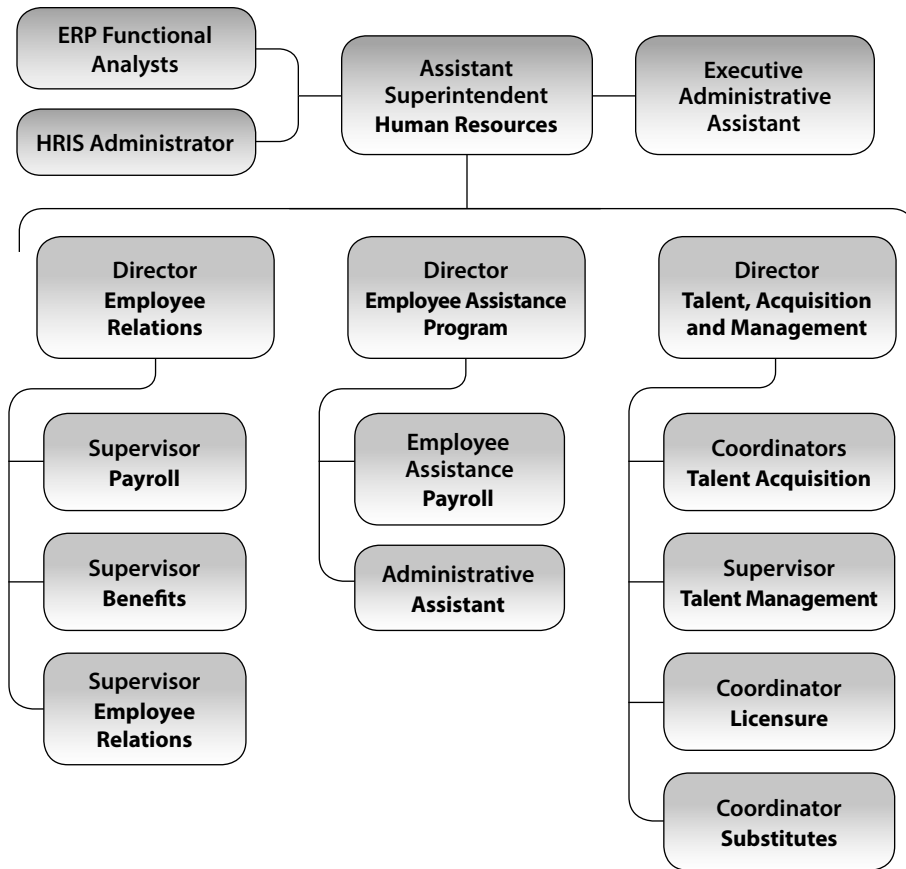 ERP Functional
Analysts
HRIS Administrator
Assistant
Superintendent
Human Resources
Executive
Administrative
Assistant
Director
Employee
Relations
Supervisor
Payroll
Supervisor
Benefits
Supervisor
Employee
Relations
Director
Employee Assistance
Program
Employee
Assistance
Payroll
Administrative
Assistant
Director
Talent, Acquisition
and Management
Coordinators
Talent Acquisition
Supervisor
Talent Management
Coordinator
Licensure
Coordinator
Substitutes